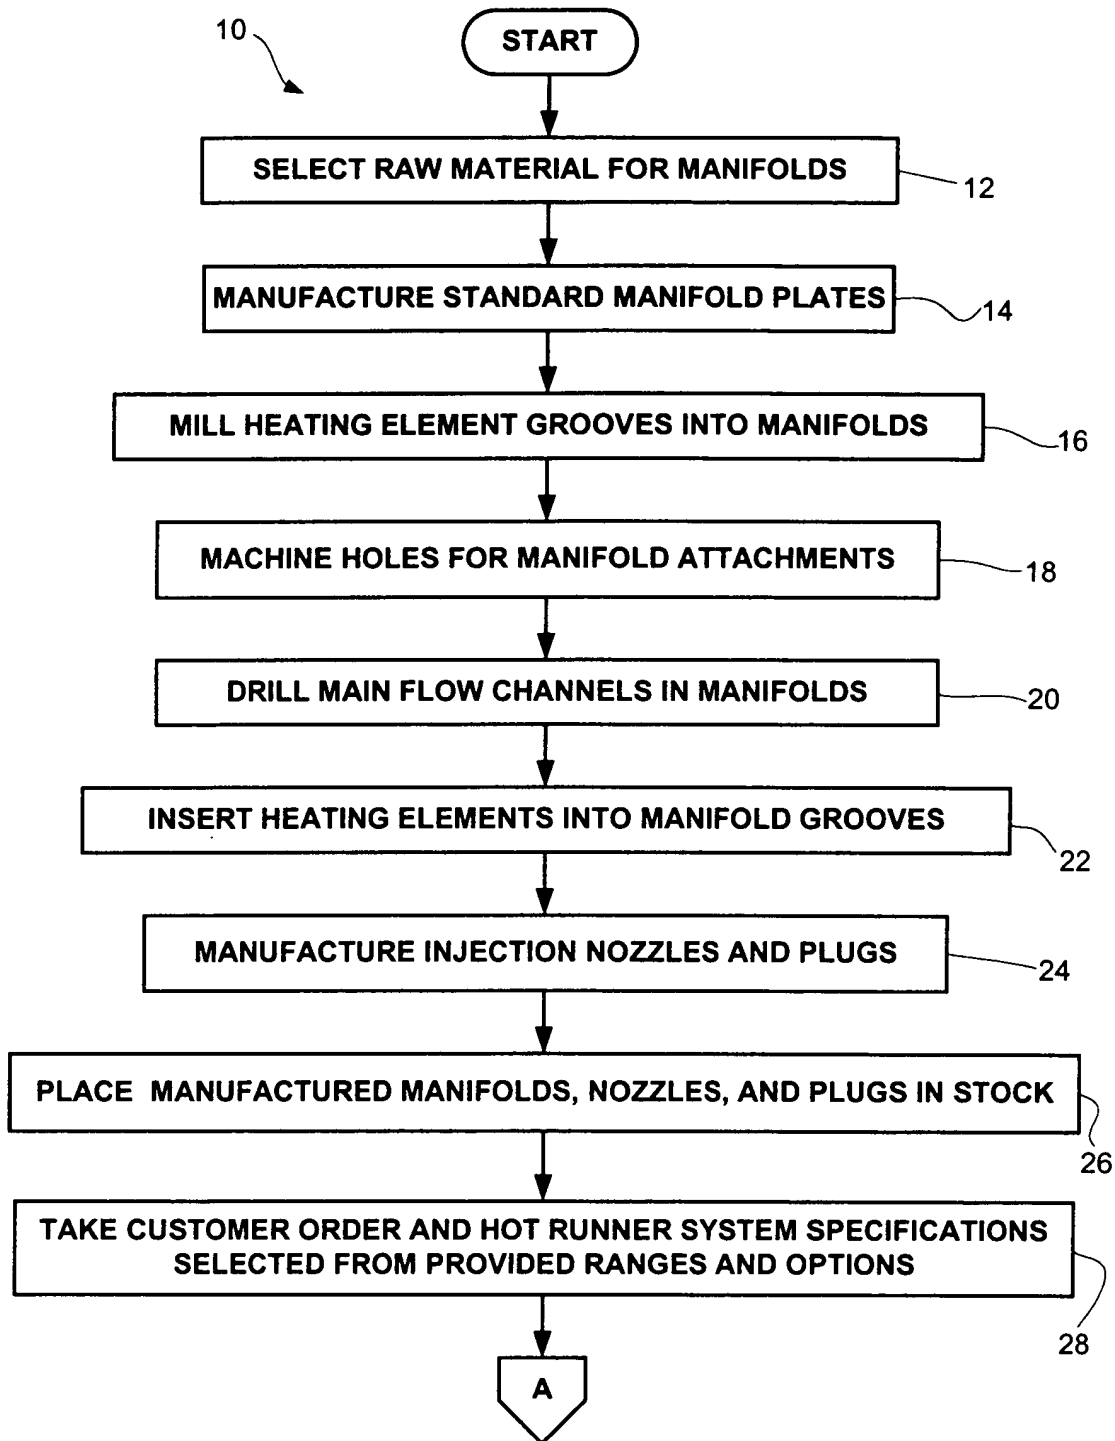 10
START
SELECT RAW MATERIAL FOR MANIFOLDS
12
MANUFACTURE STANDARD MANIFOLD PLATES
14
MILL HEATING ELEMENT GROOVES INTO MANIFOLDS
16
MACHINE HOLES FOR MANIFOLD ATTACHMENTS
18
DRILL MAIN FLOW CHANNELS IN MANIFOLDS
20
INSERT HEATING ELEMENTS INTO MANIFOLD GROOVES
22
MANUFACTURE INJECTION NOZZLES AND PLUGS
24
PLACE MANUFACTURED MANIFOLDS, NOZZLES, AND PLUGS IN STOCK
26
TAKE CUSTOMER ORDER AND HOT RUNNER SYSTEM SPECIFICATIONS
SELECTED FROM PROVIDED RANGES AND OPTIONS
28
A